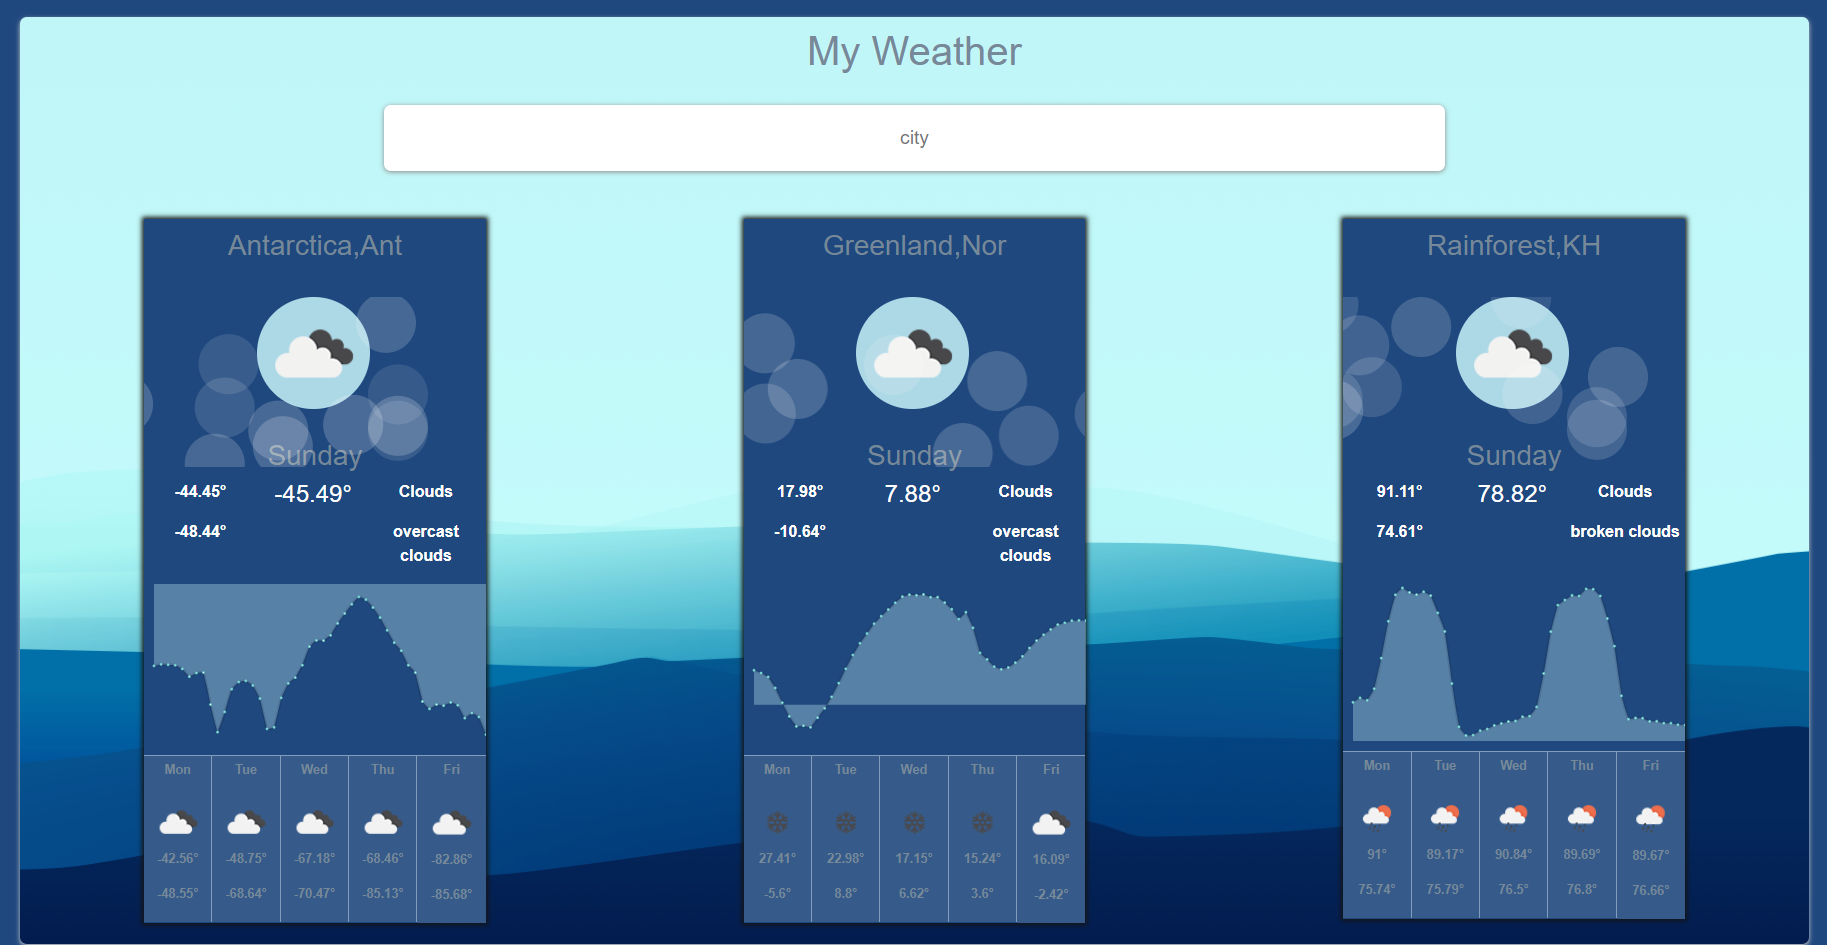 My Weather
city
Antarctica,Ant
Sunday
-44.45° -45.49° Clouds
-48.44° overcast
clouds
Mon Tue Wed Thu Fri
-42.56° -48.75° -67.18° -68.46° -82.86°
-48.55° -68.64° -70.47° -85.13° -85.68°
Greenland,Nor
Sunday
17.98° 7.88° Clouds
-10.64° overcast
clouds
Mon Tue Wed Thu Fri
27.41° 22.98° 17.15° 15.24° 16.09°
-5.6° 8.8° 6.62° 3.6° -2.42°
Rainforest,KH
Sunday
91.11° 78.82° Clouds
74.61° broken clouds
Mon Tue Wed Thu Fri
91° 89.17° 90.84° 89.69° 89.67°
75.74° 75.79° 76.5° 76.8° 76.66°